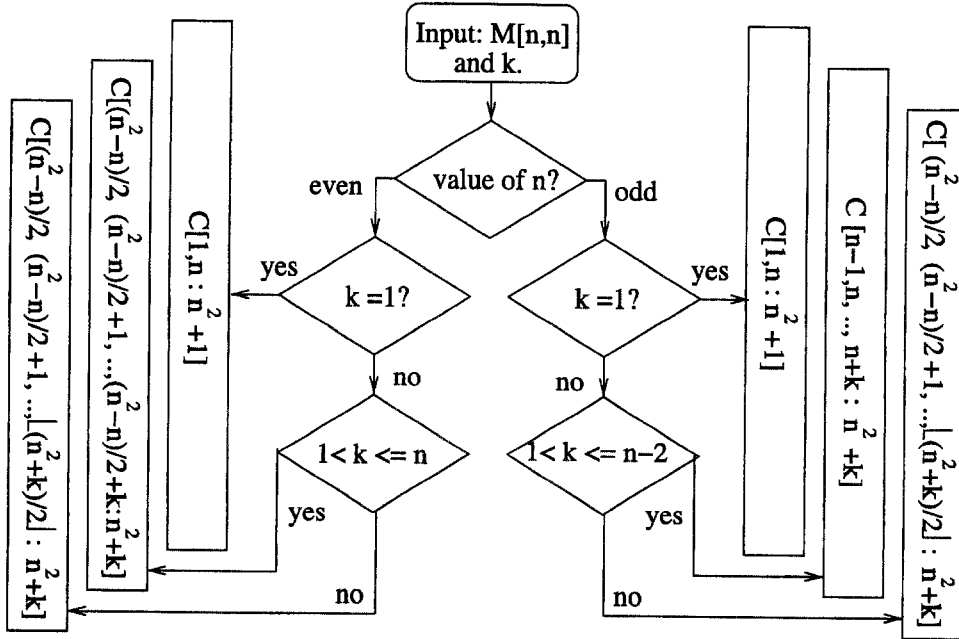 Input: M[n,n]
and k.
value of n?
even
odd
k =1?
yes
no
k =1?
yes
no
1< k <= n
yes
no
1< k <= n−2
yes
no
C[(n²−n)/2, (n²−n)/2+1, ..,⌊(n²+k)/2⌋ : n²+k]
C[(n²−n)/2, (n²−n)/2+1, ..,(n²−n)/2+k:n²+k]
C[1,n : n²+1]
C[1,n : n²+1]
C [n−1,n, .., n+k : n²+k]
C[ (n²−n)/2, (n²−n)/2+1, ..,⌊(n²+k)/2⌋ : n²+k]